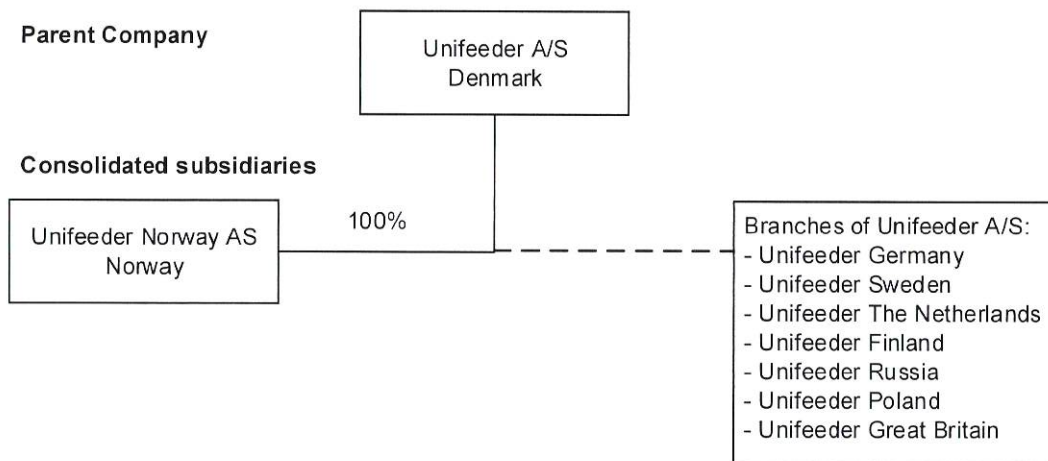 Parent Company
Unifeeder A/S
Denmark
Consolidated subsidiaries
Unifeeder Norway AS
Norway
100%
Branches of Unifeeder A/S:
- Unifeeder Germany
- Unifeeder Sweden
- Unifeeder The Netherlands
- Unifeeder Finland
- Unifeeder Russia
- Unifeeder Poland
- Unifeeder Great Britain